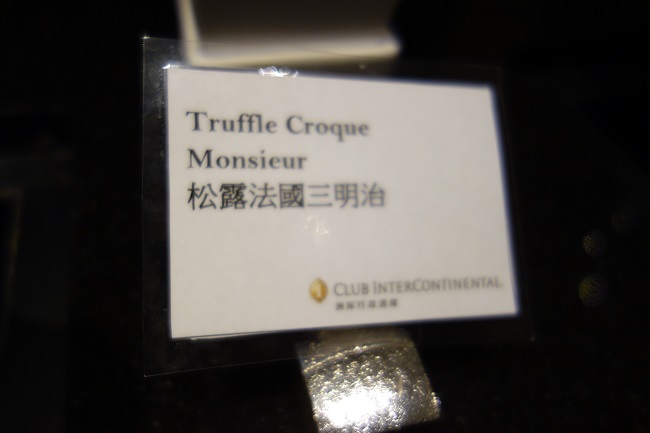 Truffle Croque
Monsieur
松露法國三明治
CLUB INTERCONTINENTAL